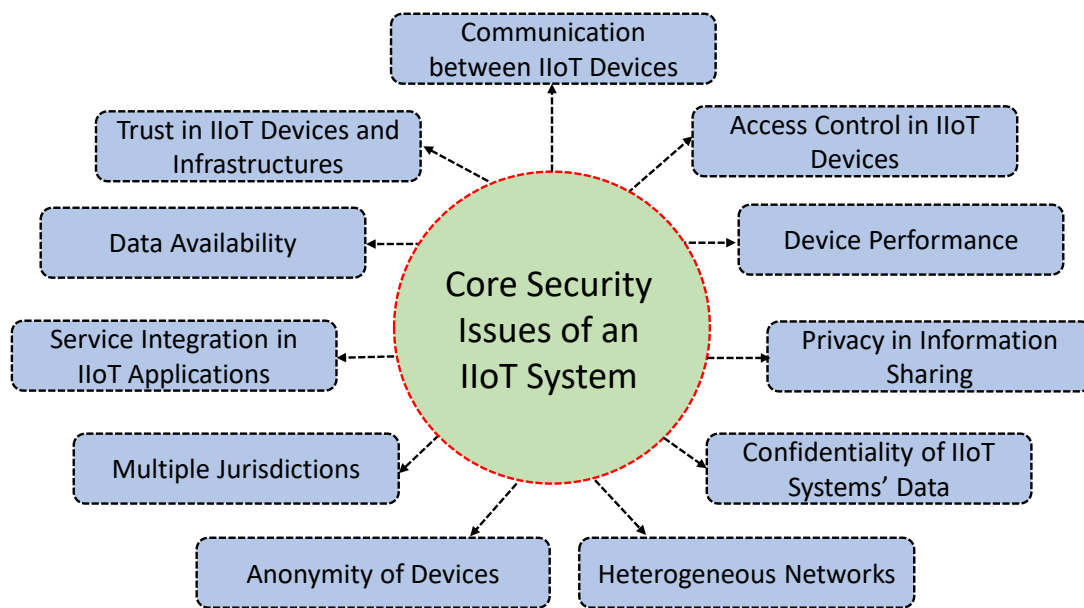 Communication
between IIoT Devices
Trust in IIoT Devices and
Infrastructures
Access Control in IIoT
Devices
Data Availability
Device Performance
Core Security
Issues of an
IIoT System
Service Integration in
IIoT Applications
Privacy in Information
Sharing
Multiple Jurisdictions
Confidentiality of IIoT
Systems’ Data
Anonymity of Devices
Heterogeneous Networks